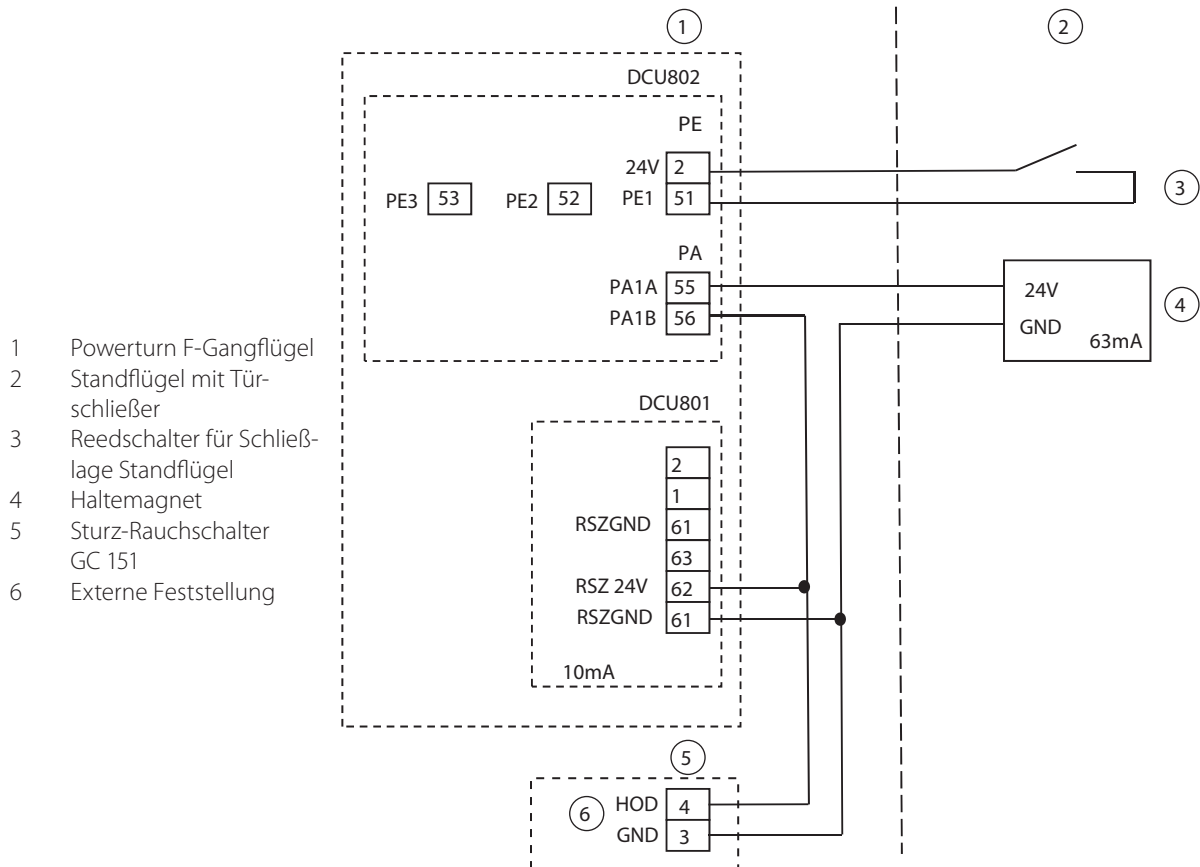 1
2
DCU802
PE
24V 2
PE3 53 PE2 52 PE1 51
3
PA
PA1A 55
PA1B 56
24V
GND
63mA
4
1 Powerturn F-Gangflügel
2 Standflügel mit Tür-
schließer
3 Reedschalter für Schließ-
lage Standflügel
4 Haltemagnet
5 Sturz-Rauchschalter
GC 151
6 Externe Feststellung
DCU801
2
1
RSZGND 61
63
RSZ 24V 62
RSZGND 61
10mA
5
6
HOD 4
GND 3